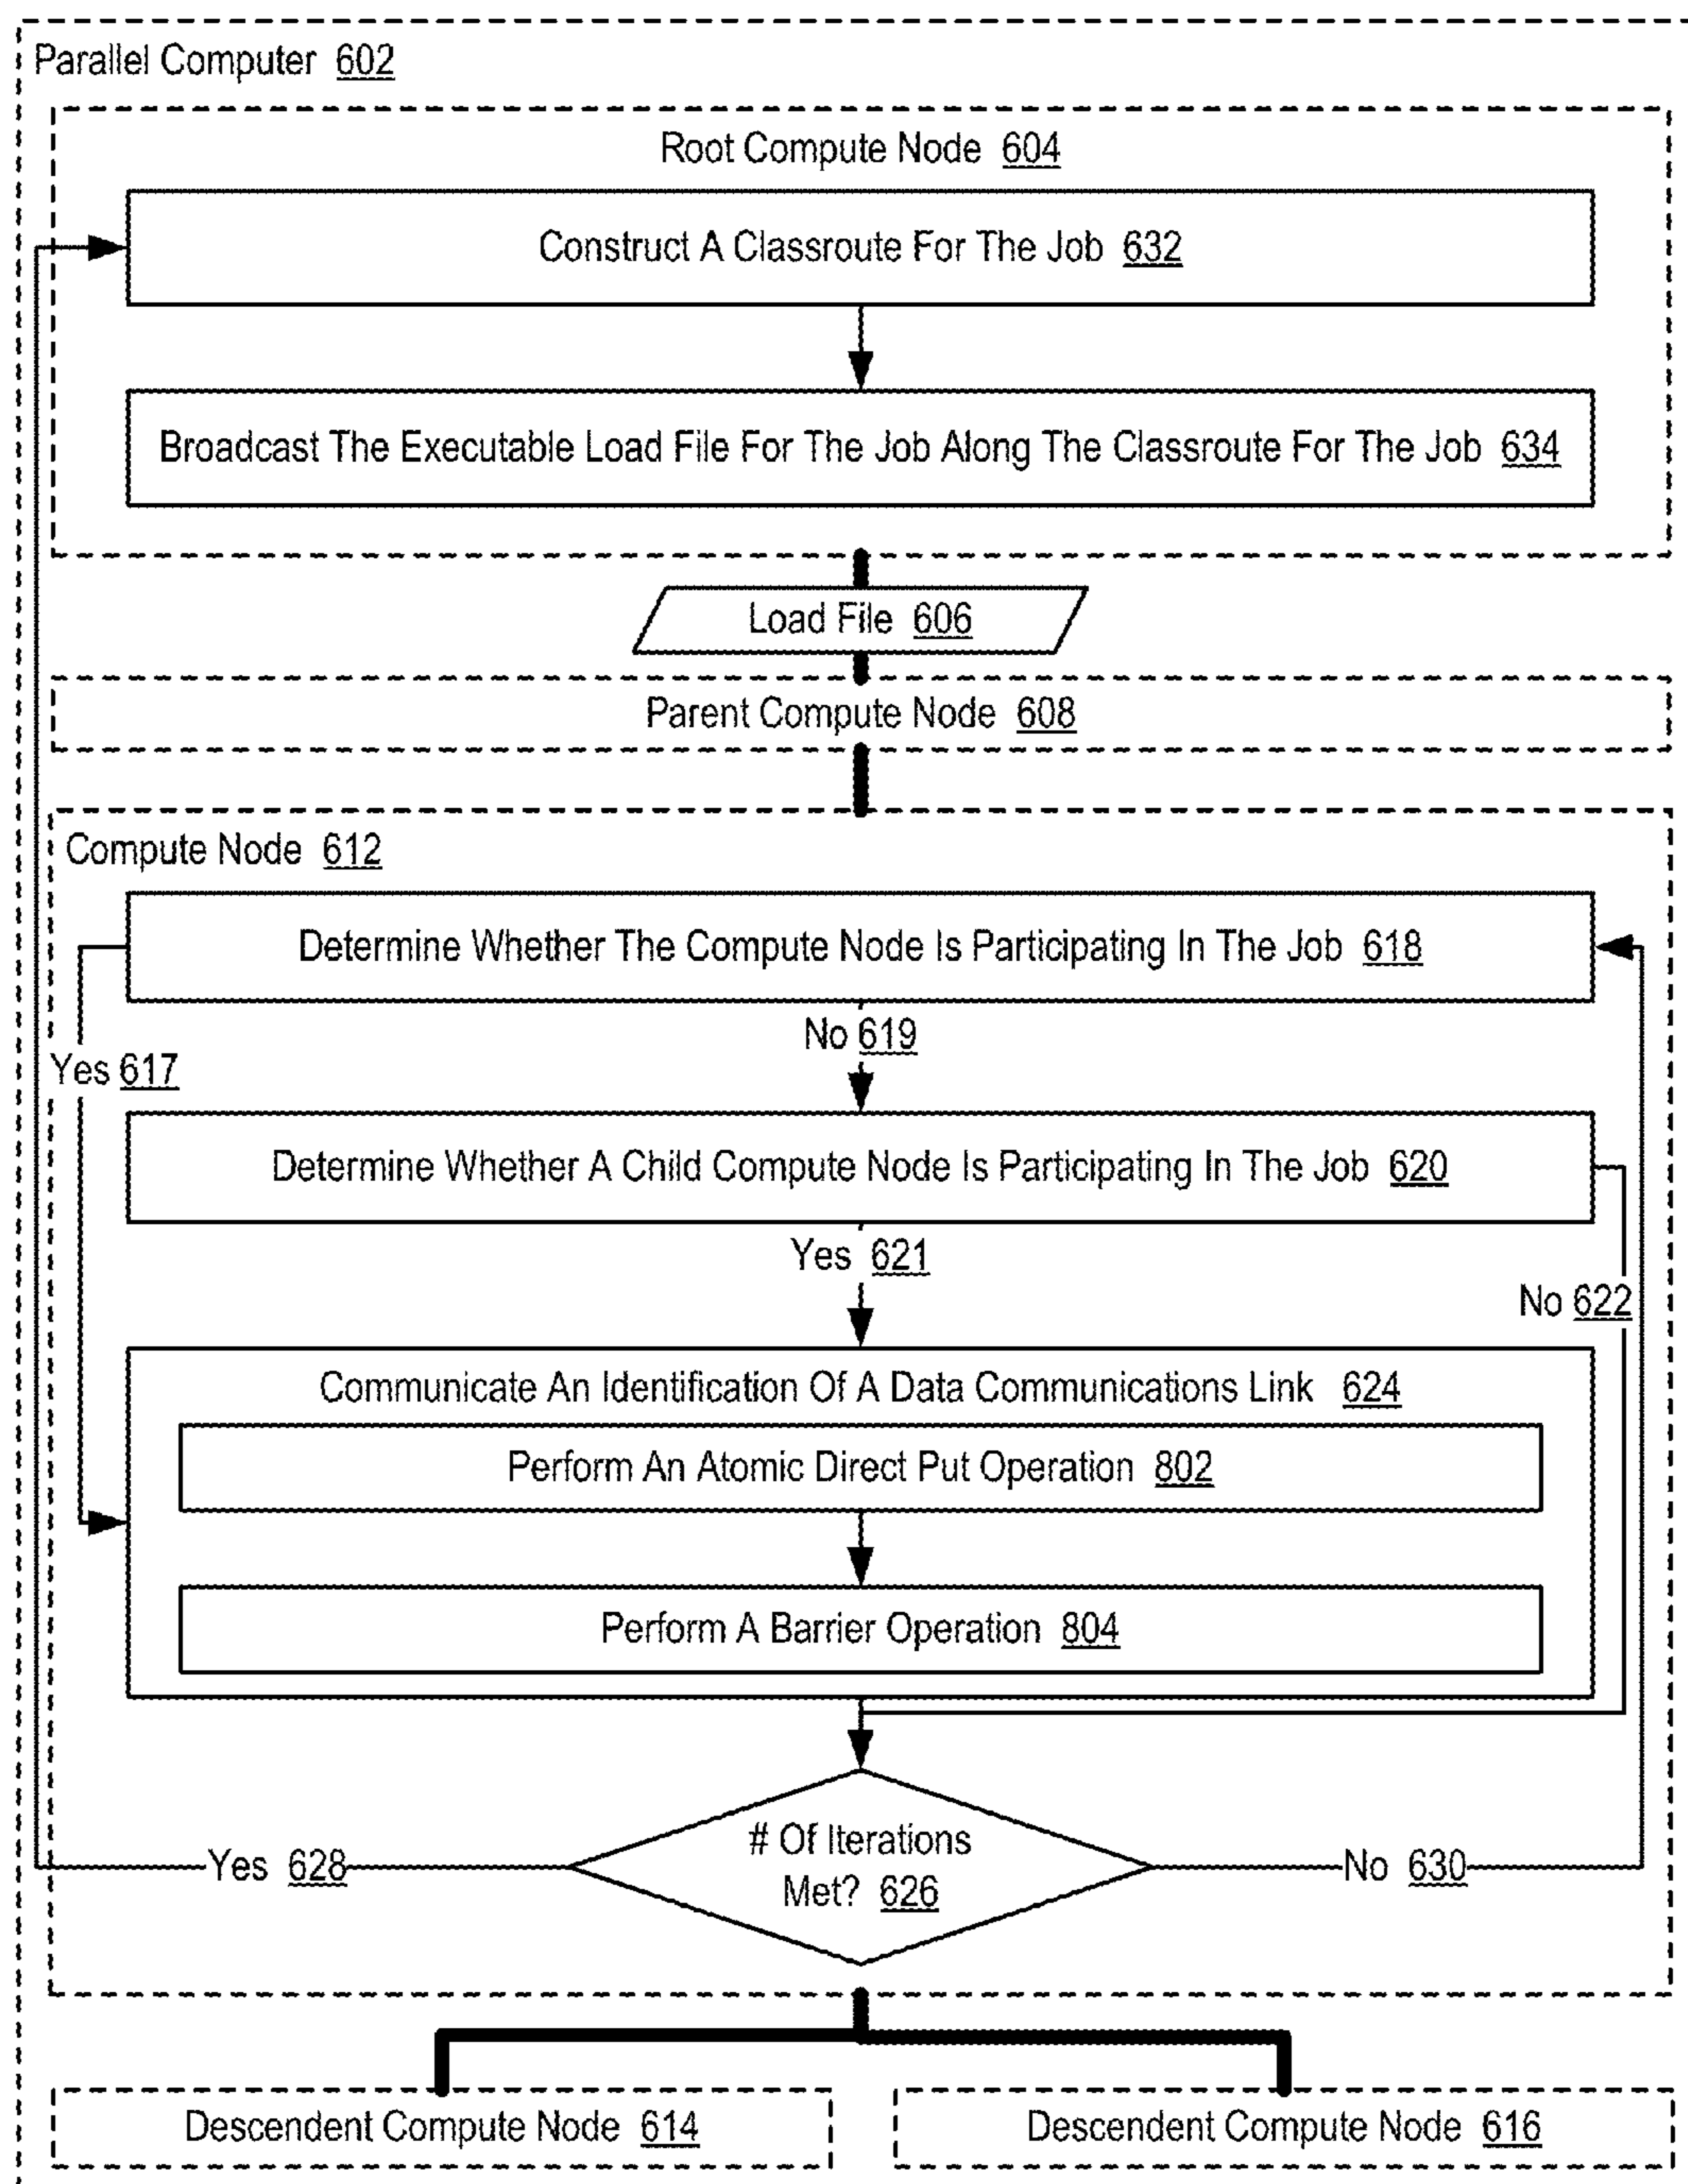 Parallel Computer 602
Root Compute Node 604
Construct A Classroute For The Job 632
Broadcast The Executable Load File For The Job Along The Classroute For The Job 634
Load File 606
Parent Compute Node 608
Compute Node 612
Determine Whether The Compute Node Is Participating In The Job 618
No 619
Yes 617
Determine Whether A Child Compute Node Is Participating In The Job 620
Yes 621
No 622
Communicate An Identification Of A Data Communications Link 624
Perform An Atomic Direct Put Operation 802
Perform A Barrier Operation 804
# Of Iterations
Met? 626
Yes 628
No 630
Descendent Compute Node 614
Descendent Compute Node 616